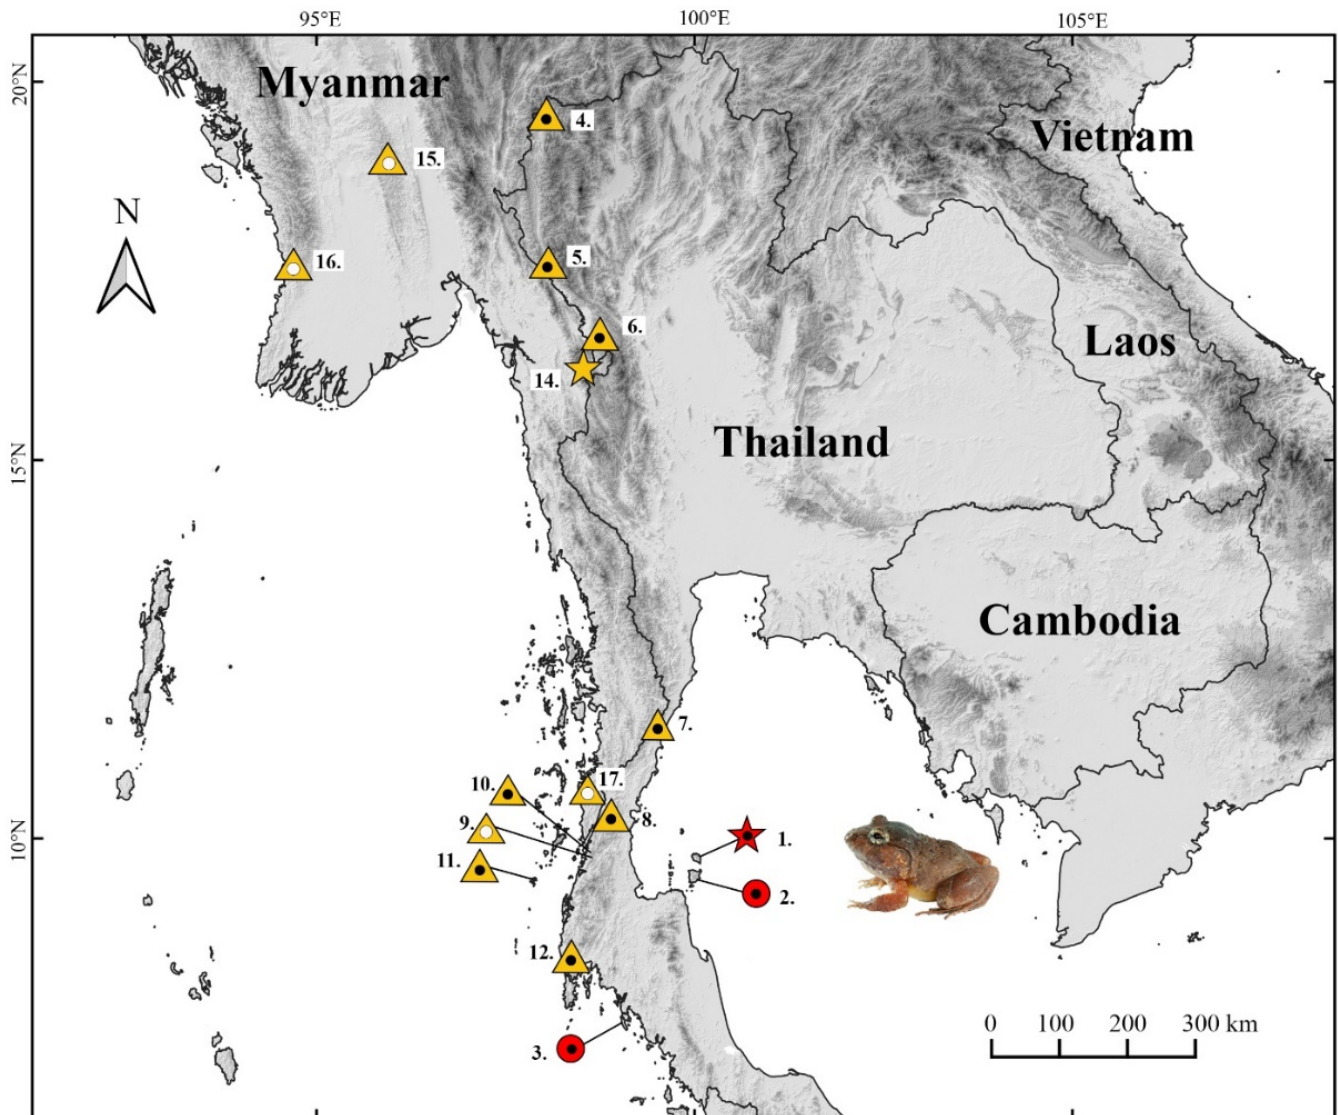 95°E
100°E
105°E
20°N
Myanmar
4.
Vietnam
15.
N
5.
16.
6.
Laos
14.
Thailand
15°N
Cambodia
7.
17.
10.
8.
9.
1.
10°N
11.
2.
12.
0 100 200 300 km
3.